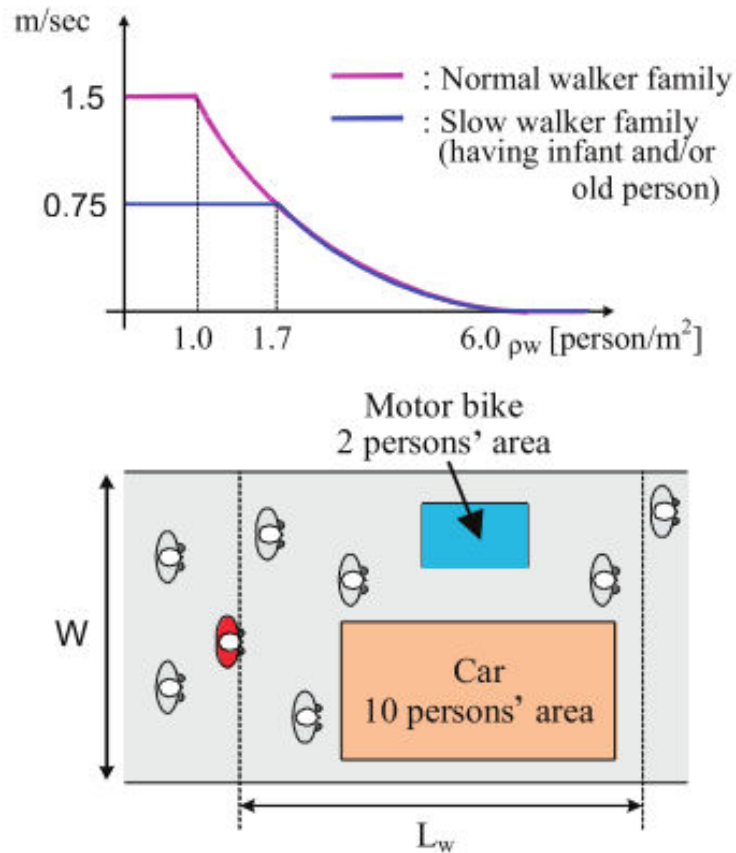 m/sec
1.5
0.75
: Normal walker family
: Slow walker family
(having infant and/or
old person)
1.0 1.7 6.0 ρw [person/m²]
Motor bike
2 persons' area
W
Car
10 persons' area
Lw